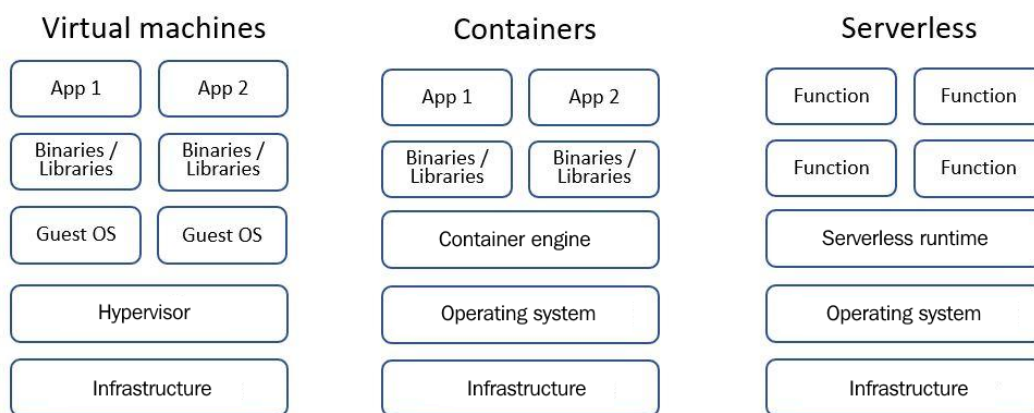 Virtual machines
App 1
App 2
Binaries /
Libraries
Binaries /
Libraries
Guest OS
Guest OS
Hypervisor
Infrastructure
Containers
App 1
App 2
Binaries /
Libraries
Binaries /
Libraries
Container engine
Operating system
Infrastructure
Serverless
Function
Function
Function
Function
Serverless runtime
Operating system
Infrastructure